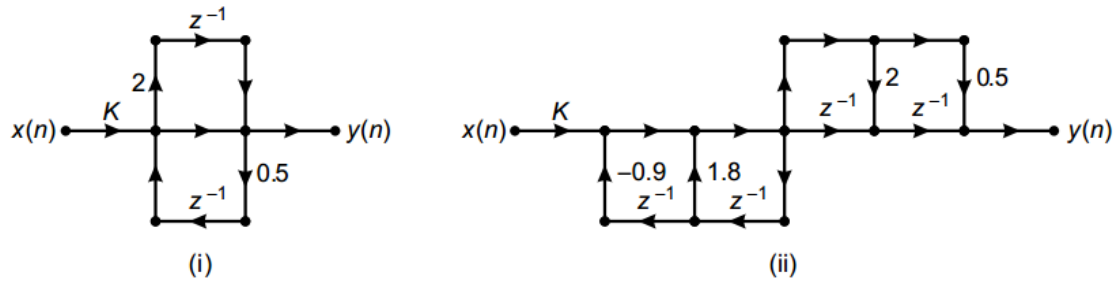 z⁻¹
2
K
x(n)
y(n)
0.5
z⁻¹
(i)
2
0.5
K
z⁻¹
z⁻¹
x(n)
y(n)
–0.9
1.8
z⁻¹
z⁻¹
(ii)